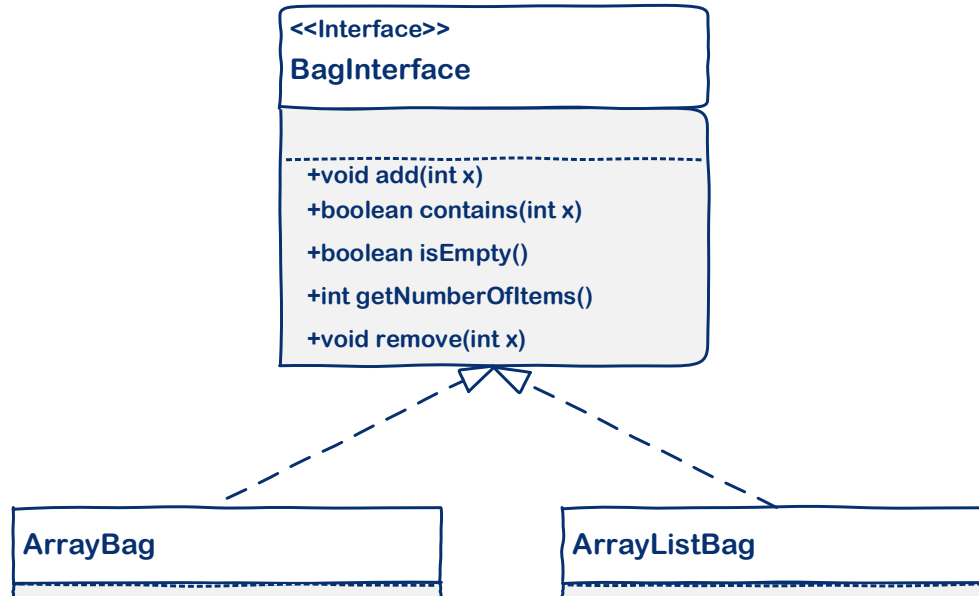 <<Interface>>
BagInterface
+void add(int x)
+boolean contains(int x)
+boolean isEmpty()
+int getNumberOfItems()
+void remove(int x)
ArrayBag
ArrayListBag